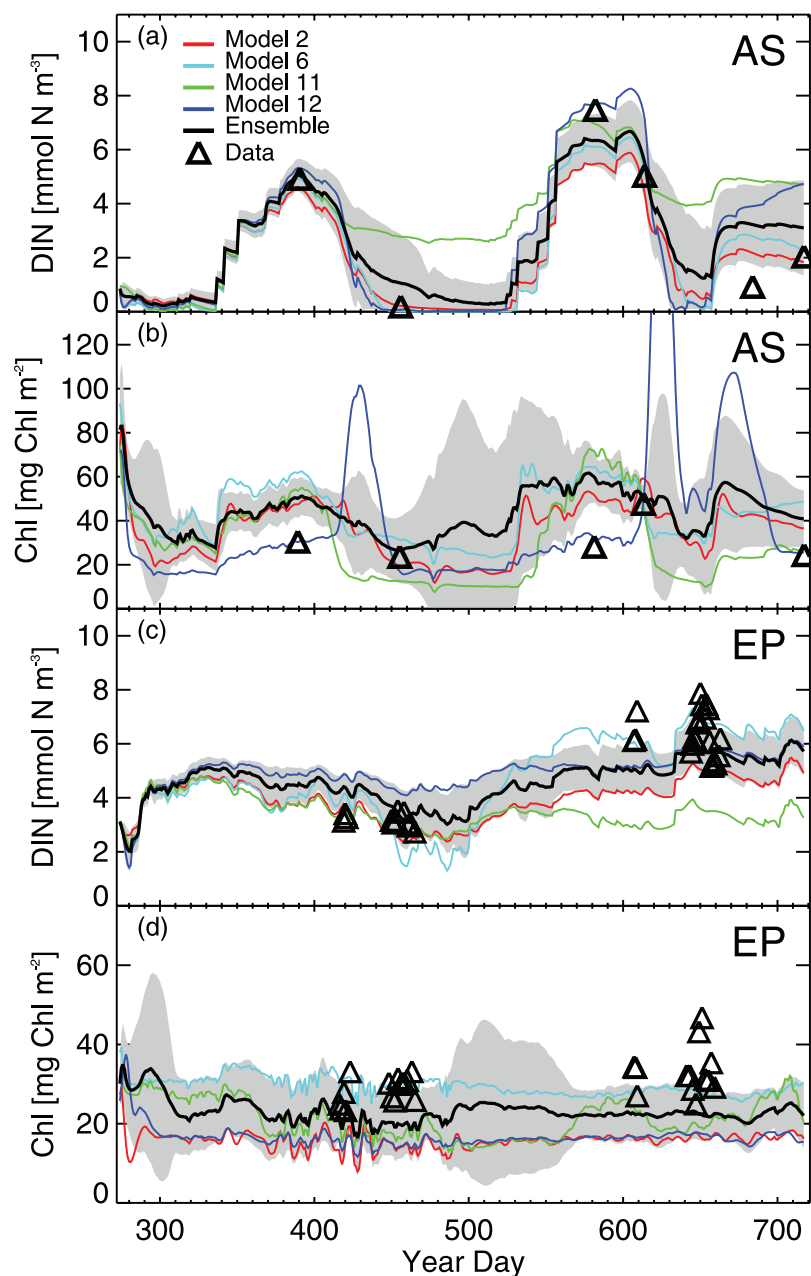 (a)
AS
Model 2
Model 6
Model 11
Model 12
Ensemble
Data
DIN [mmol N m-3]
10
8
6
4
2
0
(b)
AS
Chl [mg Chl m-2]
120
100
80
60
40
20
0
(c)
EP
DIN [mmol N m-3]
10
8
6
4
2
0
(d)
EP
Chl [mg Chl m-2]
60
40
20
0
300 400 500 600 700
Year Day